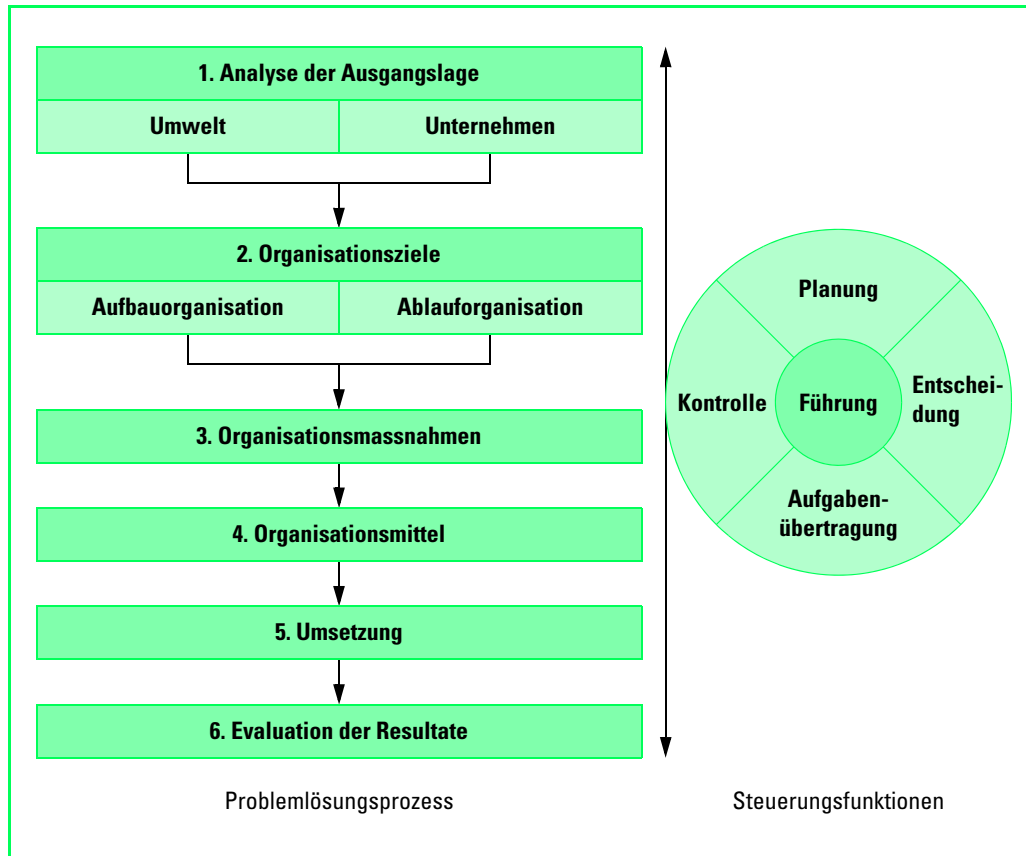 1. Analyse der Ausgangslage
Umwelt
Unternehmen
2. Organisationsziele
Aufbauorganisation
Ablauforganisation
3. Organisationsmassnahmen
4. Organisationsmittel
5. Umsetzung
6. Evaluation der Resultate
Problemlösungsprozess
Planung
Kontrolle
Führung
Entschei-
dung
Aufgaben-
übertragung
Steuerungsfunktionen